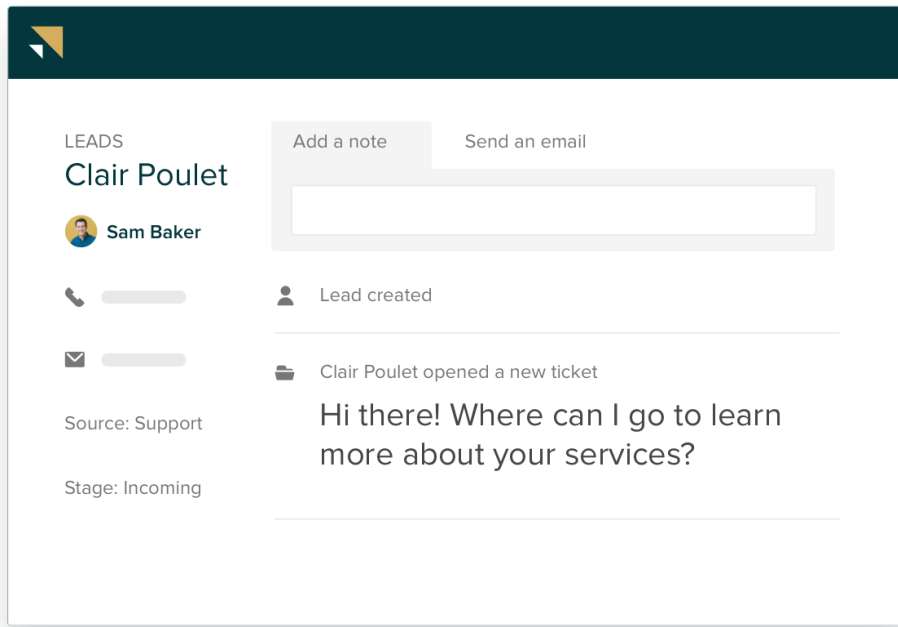 LEADS
Clair Poulet
Sam Baker
Source: Support
Stage: Incoming
Add a note
Send an email
Lead created
Clair Poulet opened a new ticket
Hi there! Where can I go to learn
more about your services?